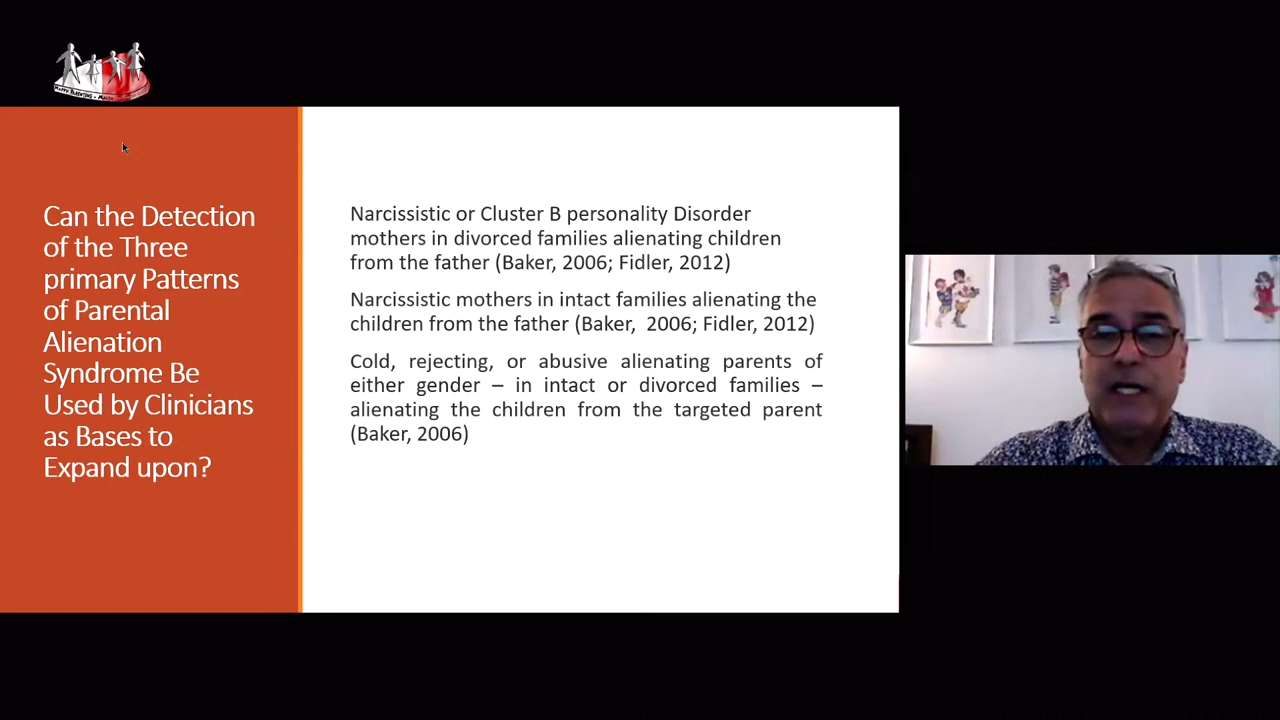 HAPPY PARENTING - MALTA
Can the Detection
of the Three
primary Patterns
of Parental
Alienation
Syndrome Be
Used by Clinicians
as Bases to
Expand upon?
Narcissistic or Cluster B personality Disorder
mothers in divorced families alienating children
from the father (Baker, 2006; Fidler, 2012)
Narcissistic mothers in intact families alienating the
children from the father (Baker, 2006; Fidler, 2012)
Cold, rejecting, or abusive alienating parents of
either gender – in intact or divorced families –
alienating the children from the targeted parent
(Baker, 2006)